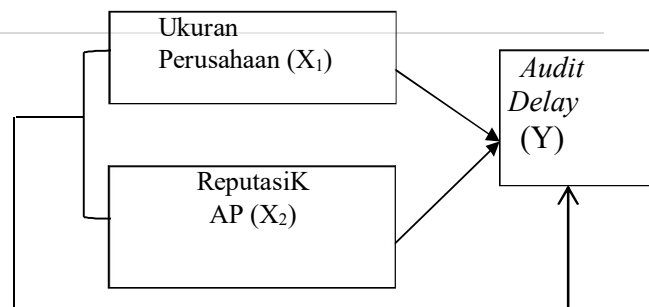 Ukuran
Perusahaan (X₁)
Audit
Delay
(Y)
ReputasiK
AP (X₂)